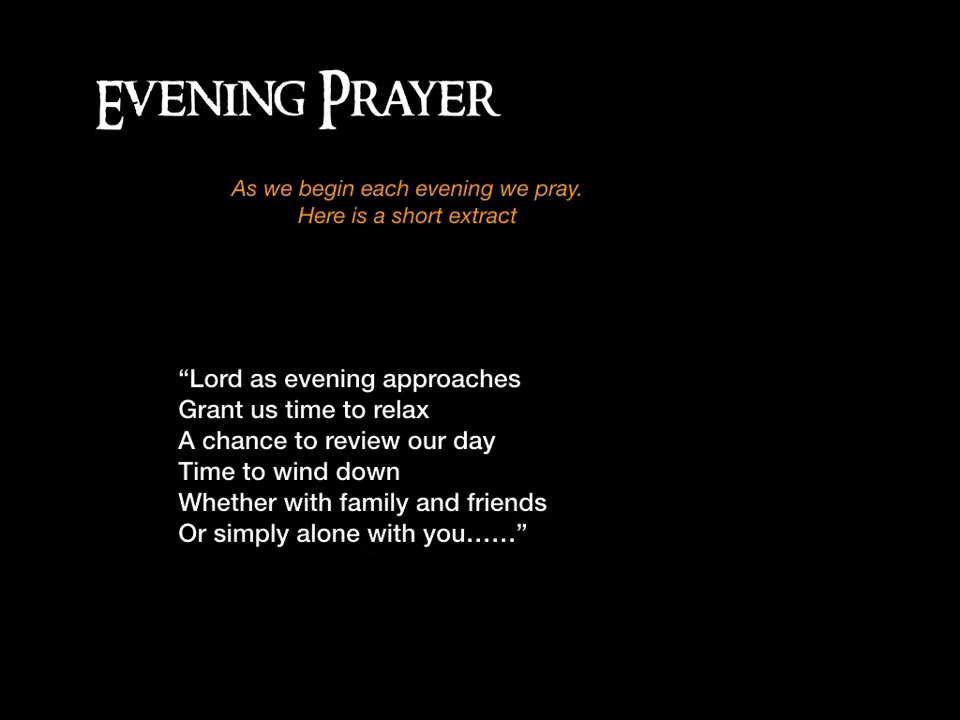 Evening Prayer
As we begin each evening we pray.
Here is a short extract
“Lord as evening approaches
Grant us time to relax
A chance to review our day
Time to wind down
Whether with family and friends
Or simply alone with you……”